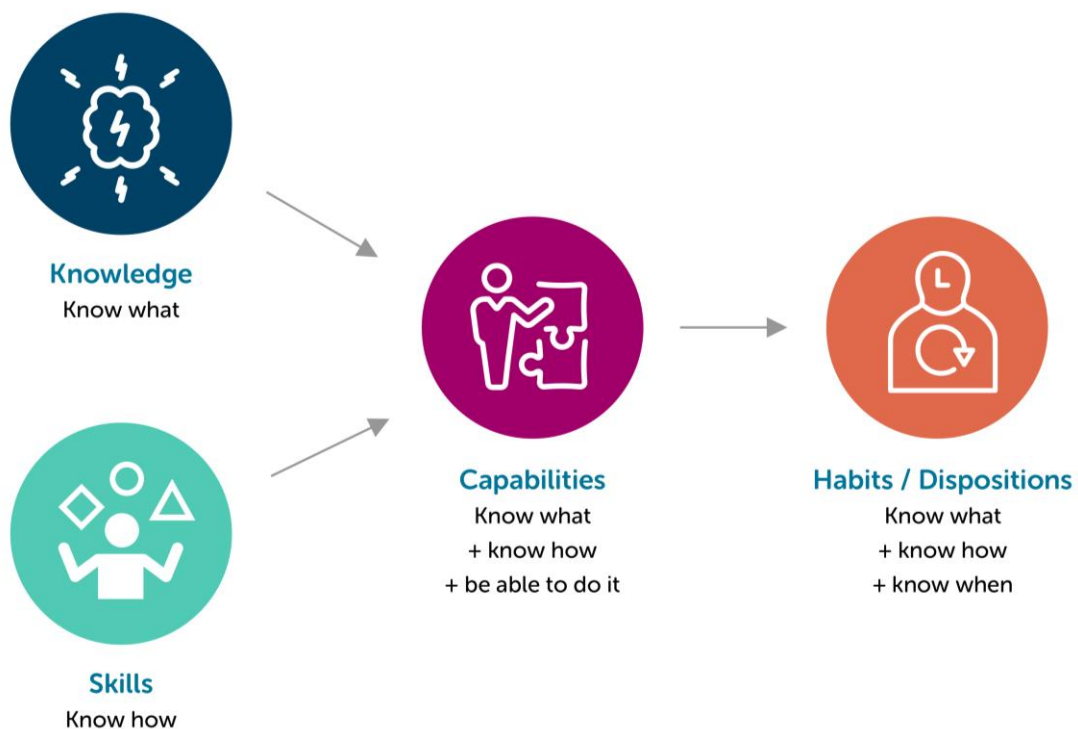 Knowledge
Know what
Skills
Know how
Capabilities
Know what
+ know how
+ be able to do it
Habits / Dispositions
Know what
+ know how
+ know when